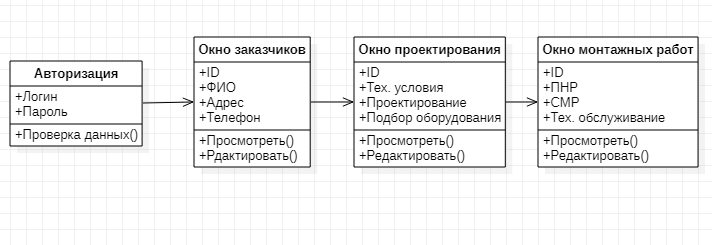 Авторизация
+Логин
+Пароль
+Проверка данных()
Окно заказчиков
+ID
+ФИО
+Адрес
+Телефон
+Просмотреть()
+Рдактировать()
Окно проектирования
+ID
+Тех. условия
+Проектирование
+Подбор оборудования
+Просмотреть()
+Редактировать()
Окно монтажных работ
+ID
+ПНР
+СМР
+Тех. обслуживание
+Просмотреть()
+Редактировать()